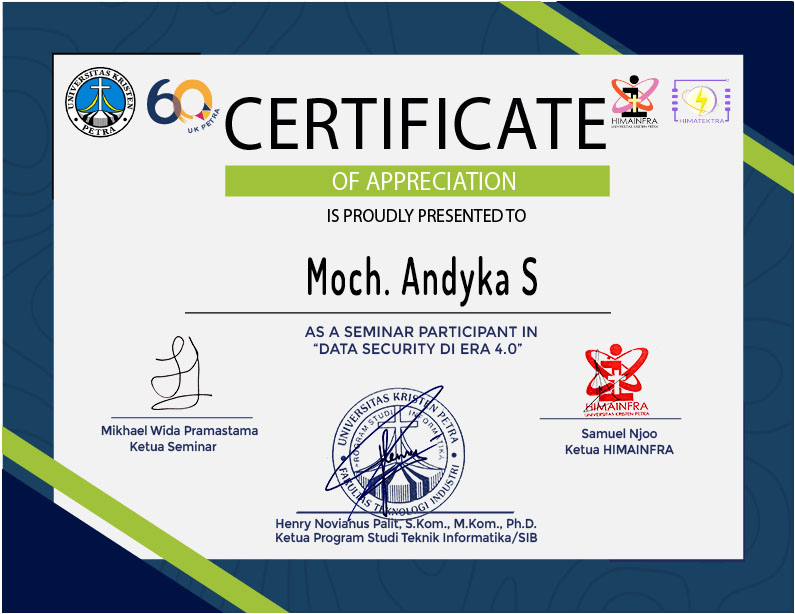 UNIVERSITAS KRISTEN
PETRA
60
UK PETRA
HIMAINFRA
UNIVERSITAS KRISTEN PETRA
HIMATEKTRA
CERTIFICATE
OF APPRECIATION
IS PROUDLY PRESENTED TO
Moch. Andyka S
AS A SEMINAR PARTICIPANT IN
“DATA SECURITY DI ERA 4.0”
Mikhael Wida Pramastama
Ketua Seminar
HIMAINFRA
UNIVERSITAS KRISTEN PETRA
Samuel Njoo
Ketua HIMAINFRA
UNIVERSITAS KRISTEN PETRA
PROGRAM STUDI INFORMATIKA
FAKULTAS TEKNOLOGI INDUSTRI
Henry
Henry Novianus Palit, S.Kom., M.Kom., Ph.D.
Ketua Program Studi Teknik Informatika/SIB